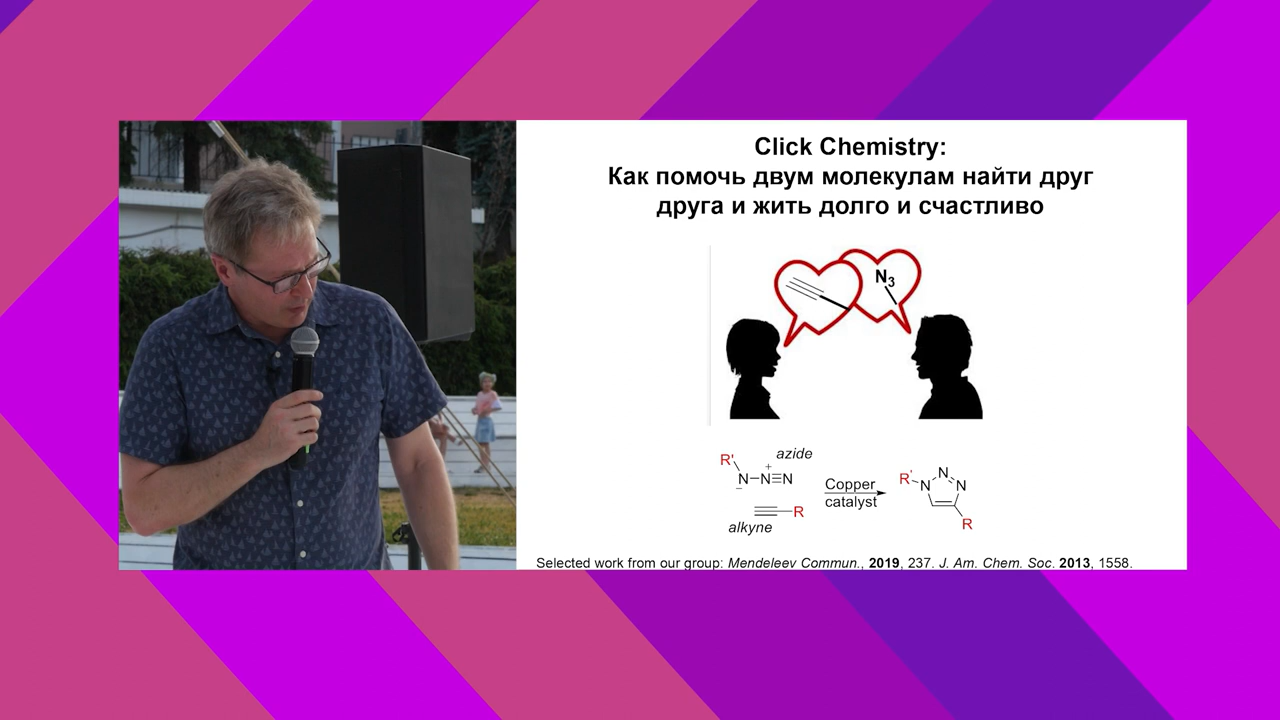 Click Chemistry:
Как помочь двум молекулам найти друг
друга и жить долго и счастливо
N3
azide
R'
N–N≡N
+
–
alkyne
R
Copper
catalyst
R'
N
N
N
R
Selected work from our group: Mendeleev Commun., 2019, 237. J. Am. Chem. Soc. 2013, 1558.